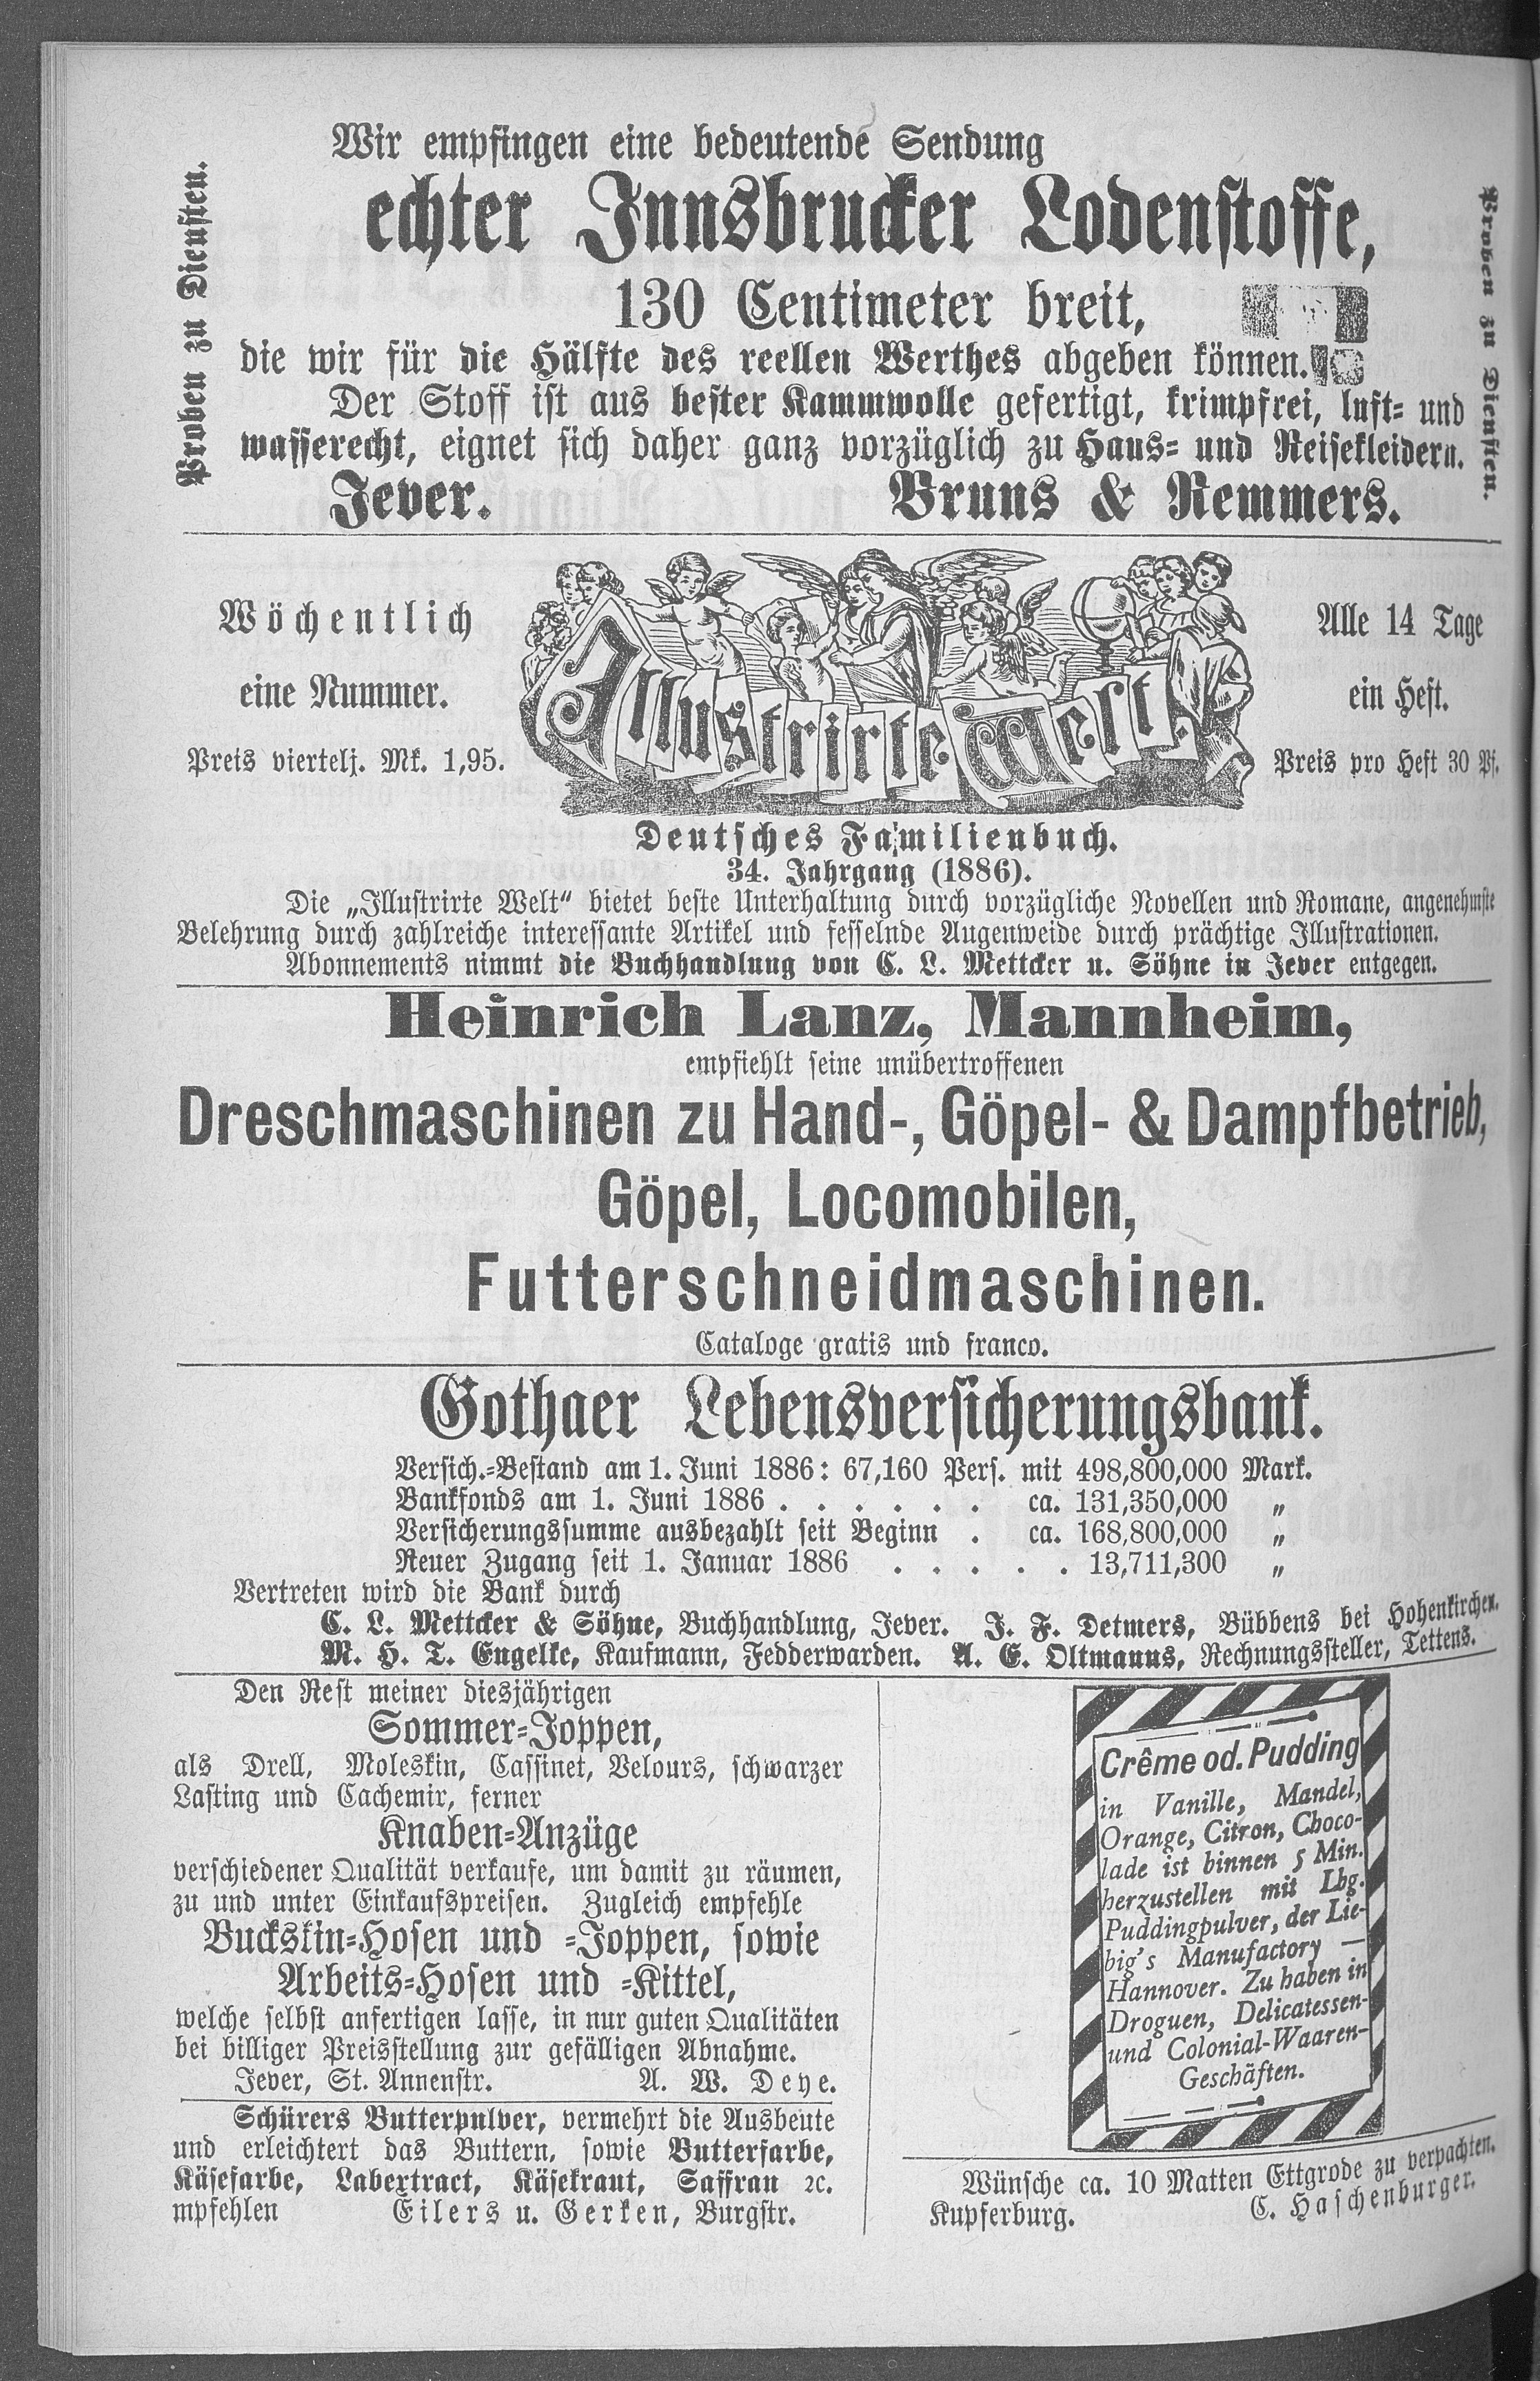 Proben zu Diensten.
Wir empfingen eine bedeutende Sendung
echter Innsbrucker Lodenstoffe,
130 Centimeter breit,
die wir für die Hälfte des reellen Werthes abgeben können.
Der Stoff ist aus bester Kammwolle gefertigt, krimpfrei, luft- und
wasserecht, eignet sich daher ganz vorzüglich zu Haus- und Reisekleidern.
Jever. Bruns & Remmers.
Proben zu Diensten.
Wöchentlich
eine Nummer.
Preis viertelj. Mk. 1,95.
Illustrirte Welt.
Alle 14 Tage
ein Heft.
Preis pro Heft 30 Pf.
Deutsches Familienbuch.
34. Jahrgang (1886).
Die „Illustrirte Welt“ bietet beste Unterhaltung durch vorzügliche Novellen und Romane, angenehmste
Belehrung durch zahlreiche interessante Artikel und fesselnde Augenweide durch prächtige Illustrationen.
Abonnements nimmt die Buchhandlung von C. L. Mettcker u. Söhne in Jever entgegen.
Heinrich Lanz, Mannheim,
empfiehlt seine unübertroffenen
Dreschmaschinen zu Hand-, Göpel- & Dampfbetrieb,
Göpel, Locomobilen,
Futterschneidmaschinen.
Cataloge gratis und franco.
Gothaer Lebensversicherungsbank.
Versich.-Bestand am 1. Juni 1886: 67,160 Pers. mit 498,800,000 Mark.
Bankfonds am 1. Juni 1886 . . . . . . ca. 131,350,000 „
Versicherungssumme ausbezahlt seit Beginn . ca. 168,800,000 „
Neuer Zugang seit 1. Januar 1886 . . . . . 13,711,300 „
Vertreten wird die Bank durch
C. L. Mettcker & Söhne, Buchhandlung, Jever. J. F. Detmers, Bübbens bei Hohenkirchen.
M. H. T. Engelke, Kaufmann, Fedderwarden. A. E. Oltmanns, Rechnungssteller, Tettens.
Den Rest meiner diesjährigen
Sommer-Joppen,
als Drell, Moleskin, Cassinet, Velours, schwarzer
Lasting und Cachemir, ferner
Knaben-Anzüge
verschiedener Qualität verkaufe, um damit zu räumen,
zu und unter Einkaufspreisen. Zugleich empfehle
Buckskin-Hosen und -Joppen, sowie
Arbeits-Hosen und -Kittel,
welche selbst anfertigen lasse, in nur guten Qualitäten
bei billiger Preisstellung zur gefälligen Abnahme.
Jever, St. Annenstr. A. W. Deye.
Schürers Butterpulver, vermehrt die Ausbeute
und erleichtert das Buttern, sowie Butterfarbe,
Käsefarbe, Labextract, Käsekraut, Saffran ꝛc.
mpfehlen Eilers u. Gerken, Burgstr.
Crême od. Pudding
in Vanille, Mandel,
Orange, Citron, Choco-
lade ist binnen 5 Min.
herzustellen mit Lbg.
Puddingpulver, der Lie-
big's Manufactory —
Hannover. Zu haben in
Droguen, Delicatessen-
und Colonial-Waaren-
Geschäften.
Wünsche ca. 10 Matten Ettgrode zu verpachten.
Kupferburg. C. Haschenburger.